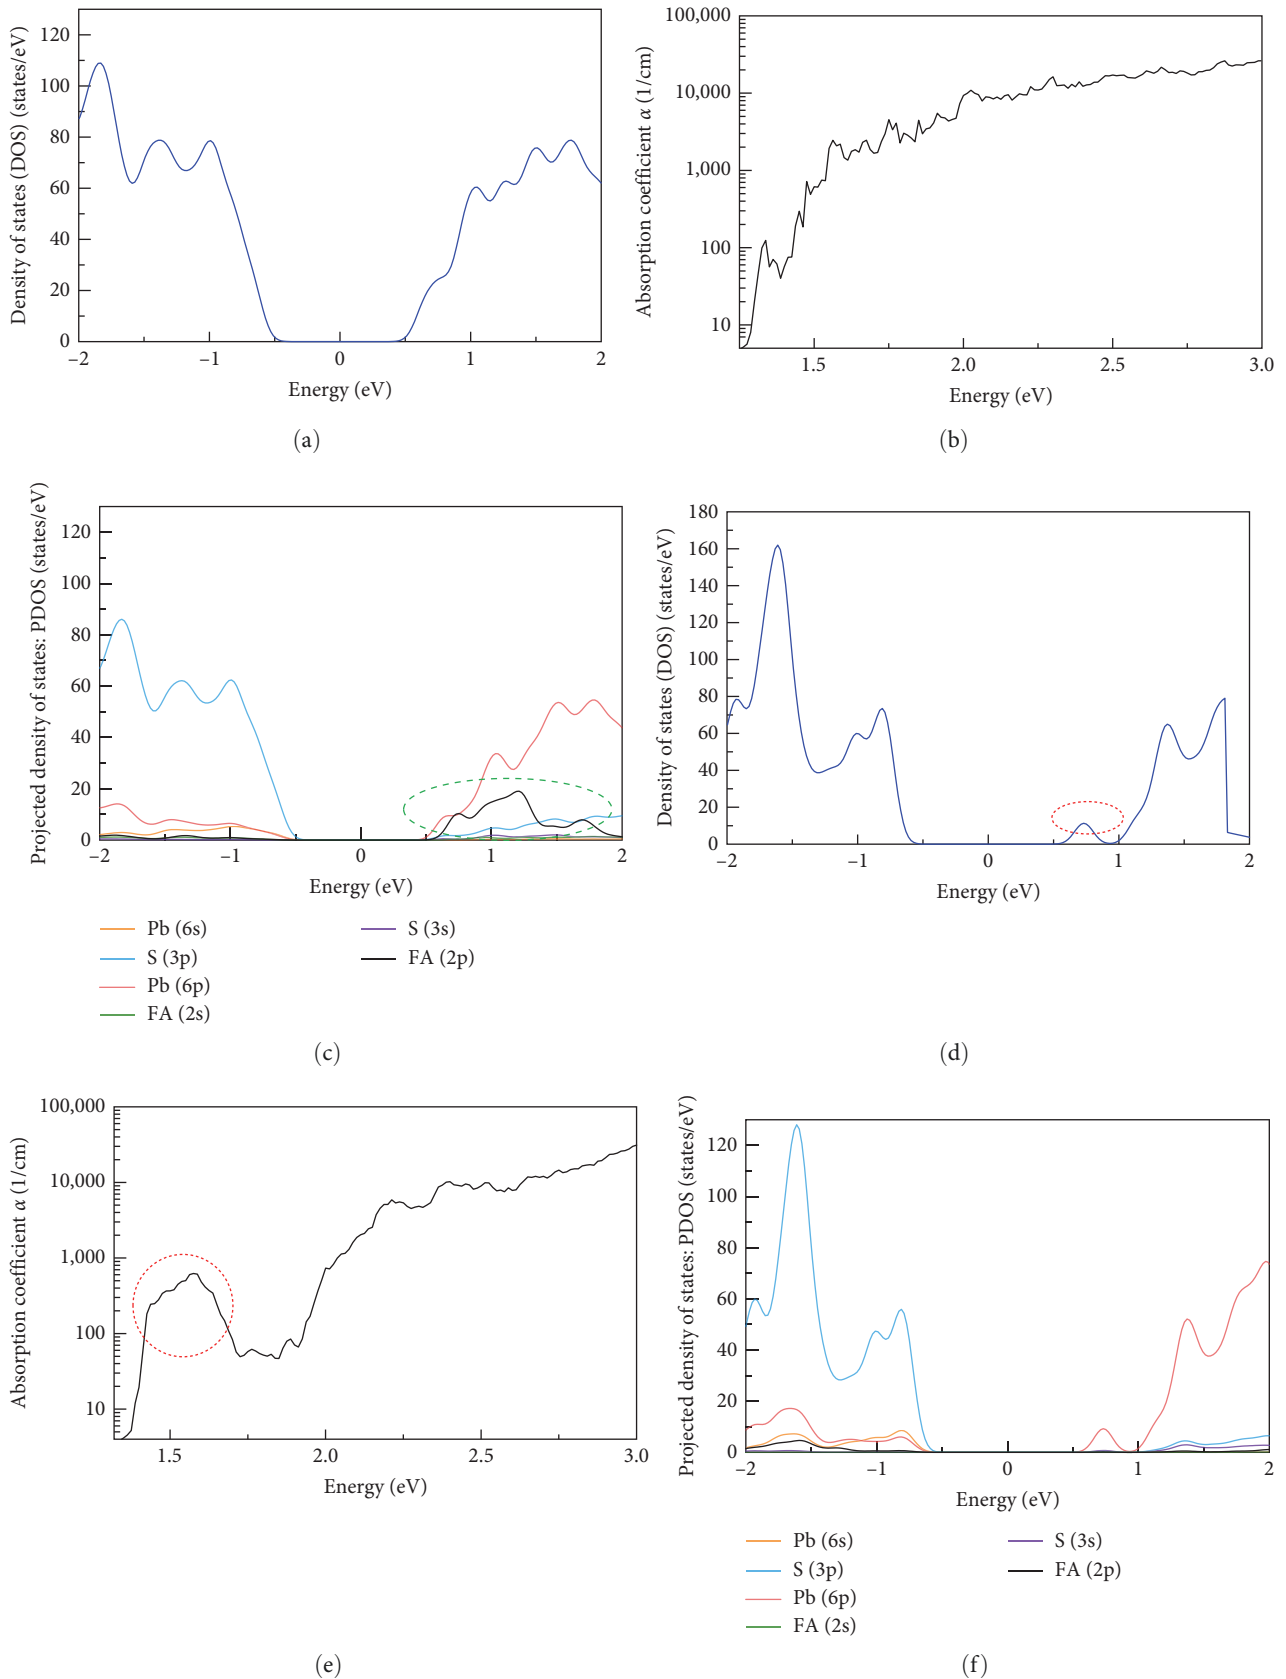 Density of states (DOS) (states/eV)
120
100
80
60
40
20
0
−2
−1
0
1
2
Energy (eV)
(a)
Absorption coefficient α (1/cm)
100,000
10,000
1,000
100
10
1.5
2.0
2.5
3.0
Energy (eV)
(b)
Projected density of states: PDOS (states/eV)
120
100
80
60
40
20
0
−2
−1
0
1
2
Energy (eV)
Pb (6s)
S (3p)
Pb (6p)
FA (2s)
S (3s)
FA (2p)
(c)
Density of states (DOS) (states/eV)
180
160
140
120
100
80
60
40
20
0
−2
−1
0
1
2
Energy (eV)
(d)
Absorption coefficient α (1/cm)
100,000
10,000
1,000
100
10
1.5
2.0
2.5
3.0
Energy (eV)
(e)
Projected density of states: PDOS (states/eV)
120
100
80
60
40
20
0
−2
−1
0
1
2
Energy (eV)
Pb (6s)
S (3p)
Pb (6p)
FA (2s)
S (3s)
FA (2p)
(f)